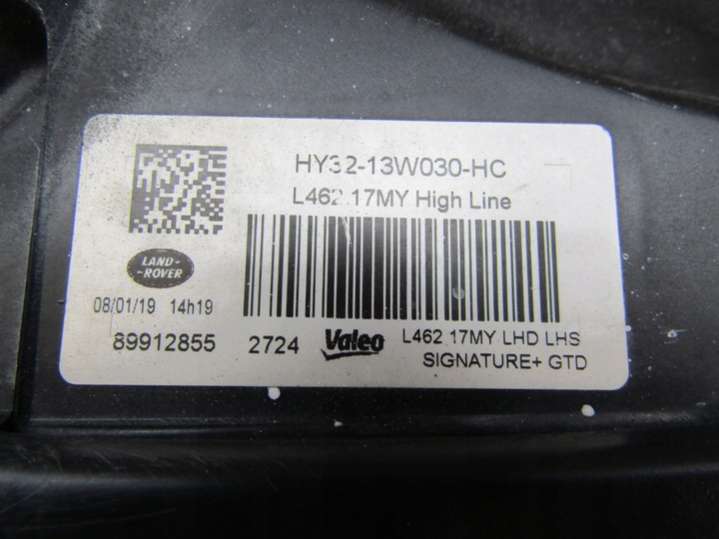 HY32-13W030-HC
L462 17MY High Line
LAND-
-ROVER
08/01/19 14h19
89912855 2724 Valeo L462 17MY LHD LHS
SIGNATURE+ GTD